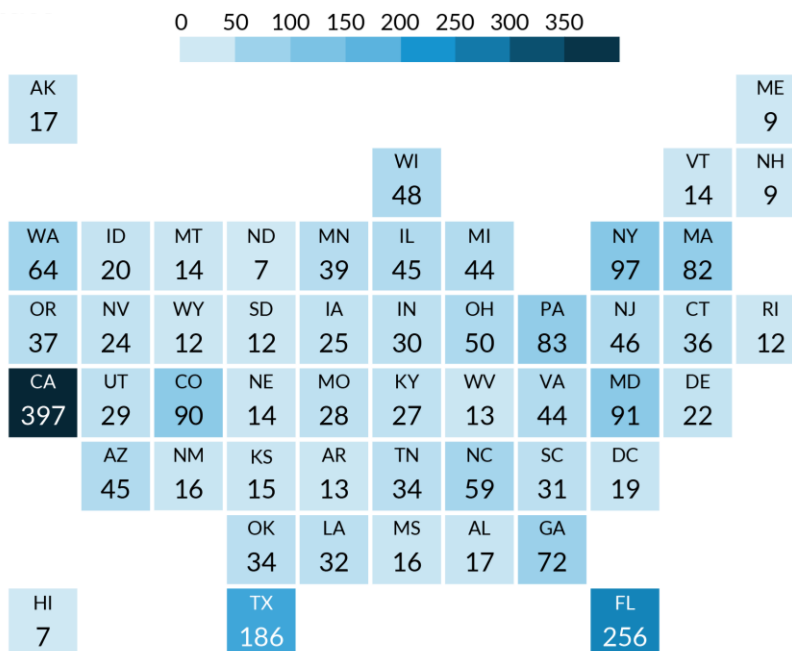 0 50 100 150 200 250 300 350
AK ME
17 9
WI VT NH
48 14 9
WA ID MT ND MN IL MI NY MA
64 20 14 7 39 45 44 97 82
OR NV WY SD IA IN OH PA NJ CT RI
37 24 12 12 25 30 50 83 46 36 12
CA UT CO NE MO KY WV VA MD DE
397 29 90 14 28 27 13 44 91 22
AZ NM KS AR TN NC SC DC
45 16 15 13 34 59 31 19
OK LA MS AL GA
34 32 16 17 72
HI TX FL
7 186 256